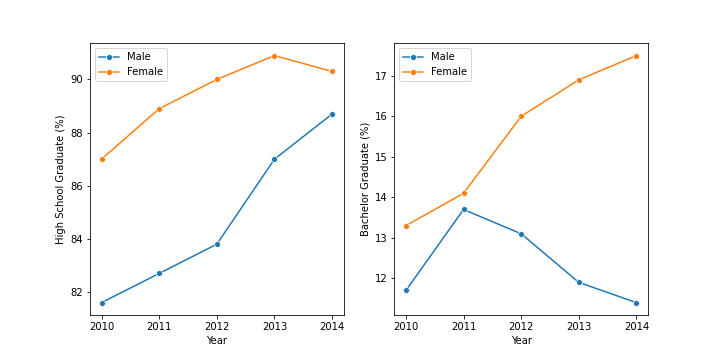 Male
Female
High School Graduate (%)
90
88
86
84
82
2010 2011 2012 2013 2014
Year
Male
Female
Bachelor Graduate (%)
17
16
15
14
13
12
2010 2011 2012 2013 2014
Year